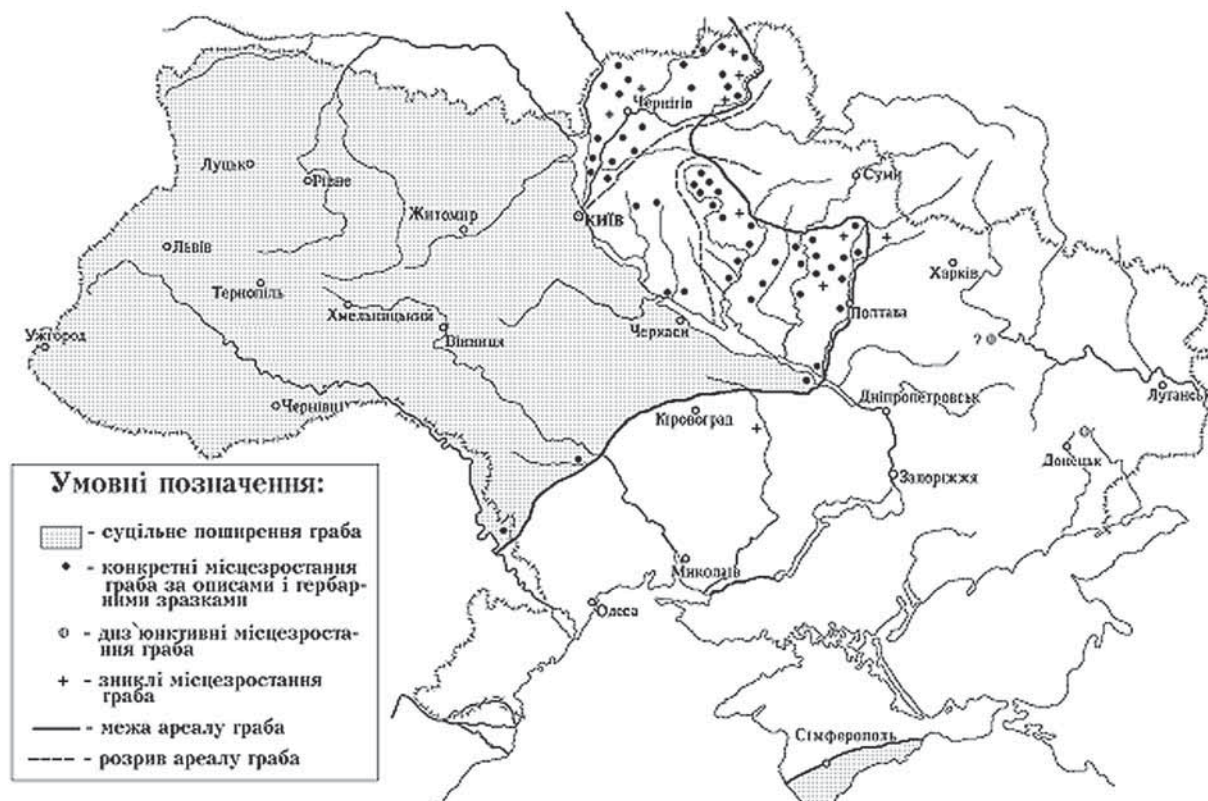 Чернігів
Луцьк
Рівне
Суми
Житомир
КИЇВ
Львів
Харків
Тернопіль
Хмельницький
Полтава
Черкаси
Вінниця
Ужгород
?
Луганськ
Чернівці
Дніпропетровськ
Кіровоград
Донецьк
Запоріжжя
Миколаїв
Одеса
Сімферополь
Умовні позначення:
- суцільне поширення граба
- конкретні місцезростання
граба за описами і гербар-
ними зразками
- диз`юнктивні місцезроста-
ння граба
- зниклі місцезростання
граба
- межа ареалу граба
- розрив ареалу граба